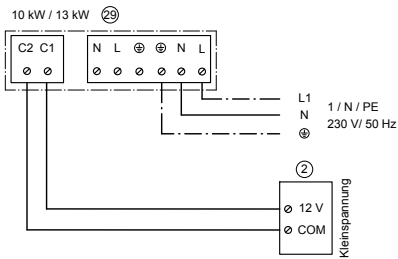 10 kW / 13 kW 29
C2 C1 N L N L
L1
N
1 / N / PE
230 V/ 50 Hz
2
12 V
COM
Kleinspannung